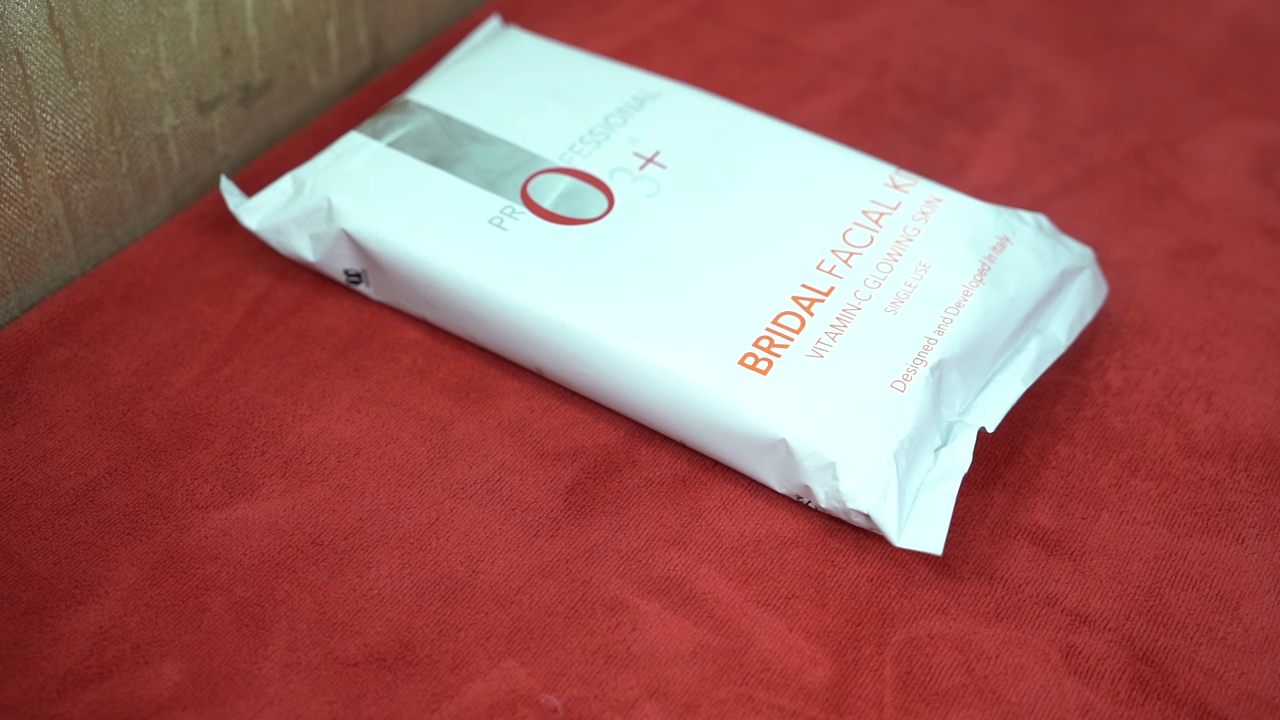 PROFESSIONAL
O3+
BRIDAL FACIAL KI
VITAMIN-C GLOWING SKIN
SINGLE USE
Designed and Developed in Italy